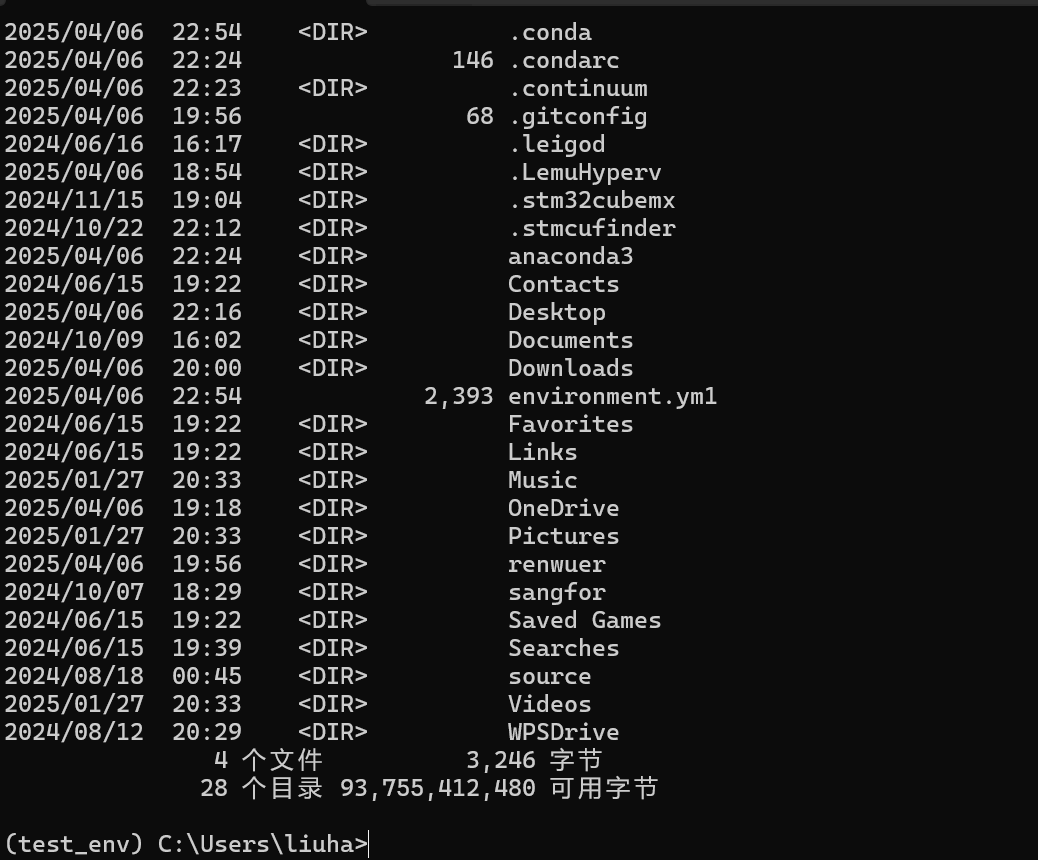 2025/04/06  22:54    <DIR>          .conda
2025/04/06  22:24               146 .condarc
2025/04/06  22:23    <DIR>          .continuum
2025/04/06  19:56                68 .gitconfig
2024/06/16  16:17    <DIR>          .leigod
2025/04/06  18:54    <DIR>          .LemuHyperv
2024/11/15  19:04    <DIR>          .stm32cubemx
2024/10/22  22:12    <DIR>          .stmcufinder
2025/04/06  22:24    <DIR>          anaconda3
2024/06/15  19:22    <DIR>          Contacts
2025/04/06  22:16    <DIR>          Desktop
2024/10/09  16:02    <DIR>          Documents
2025/04/06  20:00    <DIR>          Downloads
2025/04/06  22:54             2,393 environment.ym1
2024/06/15  19:22    <DIR>          Favorites
2024/06/15  19:22    <DIR>          Links
2025/01/27  20:33    <DIR>          Music
2025/04/06  19:18    <DIR>          OneDrive
2025/01/27  20:33    <DIR>          Pictures
2025/04/06  19:56    <DIR>          renwuer
2024/10/07  18:29    <DIR>          sangfor
2024/06/15  19:22    <DIR>          Saved Games
2024/06/15  19:39    <DIR>          Searches
2024/08/18  00:45    <DIR>          source
2025/01/27  20:33    <DIR>          Videos
2024/08/12  20:29    <DIR>          WPSDrive
               4 个文件          3,246 字节
              28 个目录 93,755,412,480 可用字节
(test_env) C:\Users\liuha>